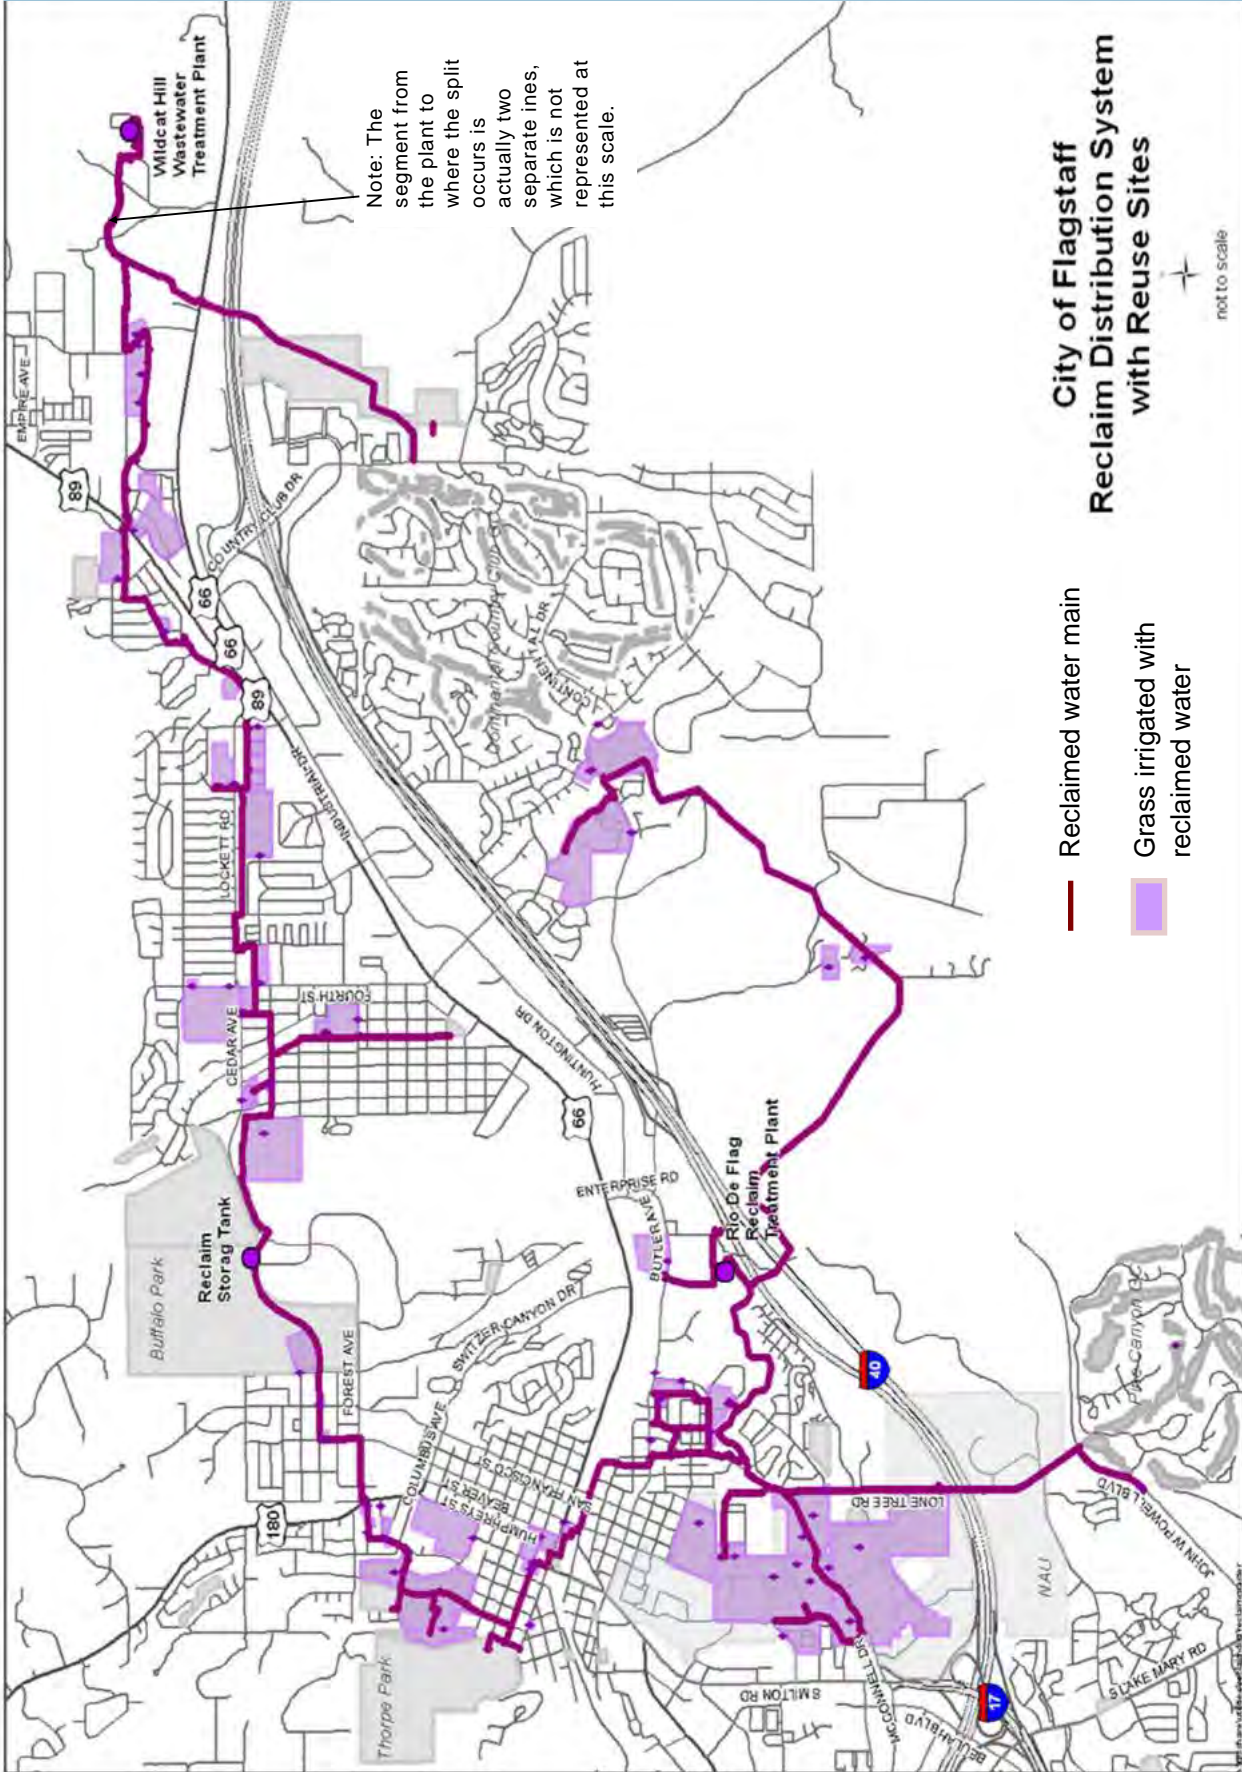 City of Flagstaff
Reclaim Distribution System
with Reuse Sites
not to scale
Reclaimed water main
Grass irrigated with
reclaimed water
Note: The
segment from
the plant to
where the split
occurs is
actually two
separate ines,
which is not
represented at
this scale.
Wildcat Hill
Wastewater
Treatment Plant
EMPIRE AVE
89
COUNTRY CLUB DR
66
66
89
LOCKETT RD
INDUSTRIAL DR
CONTINENTAL DR
CEDAR AVE
FOURTH ST
HUNTINGTON DR
66
Buffalo Park
Reclaim
Storag Tank
ENTERPRISE RD
BUTLER AVE
Rio De Flag
Reclaim
Treatment Plant
FOREST AVE
SWITZER CANYON DR
COLUMBUS AVE
SAN FRANCISCO ST
BEAVER ST
HUMPHREYS ST
180
Thorpe Park
40
LONE TREE RD
NAU
JOHN W POWELL BLVD
S MILTON RD
MCCONNELL DR
BEULAH BLVD
17
S LAKE MARY RD